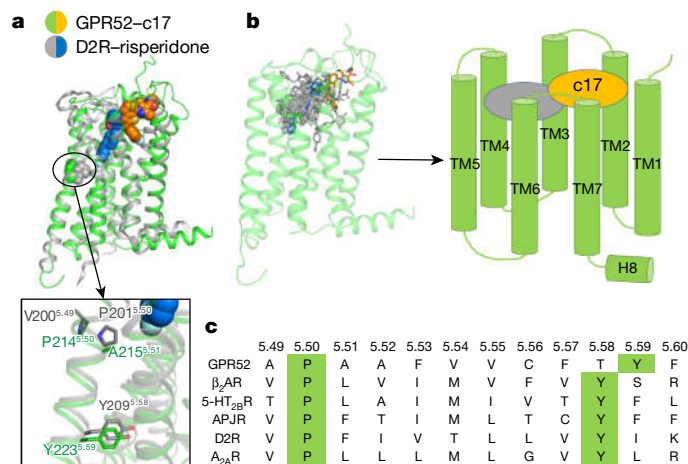 a
GPR52–c17
D2R–risperidone
b
c17
TM5
TM4
TM3
TM2
TM1
TM6
TM7
H8
V200^5.49
P201^5.50
P214^5.50
A215^5.51
Y209^5.58
Y223^5.59
c
5.49 5.50 5.51 5.52 5.53 5.54 5.55 5.56 5.57 5.58 5.59 5.60
GPR52 A P A A F V V C F T Y F
β2AR V P L V I M V F V Y S R
5-HT2BR T P L A I M I V T Y F L
APJR V P F T I M L T C Y F F
D2R V P F I V T L L V Y I K
A2AR V P L L L M L G V Y L R